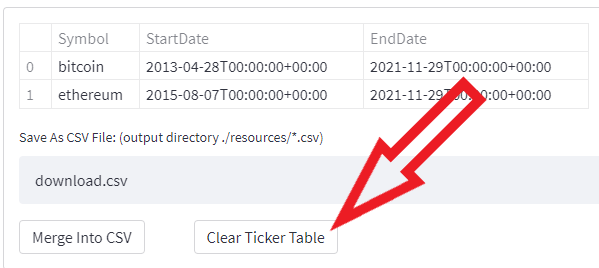 Symbol StartDate EndDate
0 bitcoin 2013-04-28T00:00:00+00:00 2021-11-29T00:00:00+00:00
1 ethereum 2015-08-07T00:00:00+00:00 2021-11-29T00:00:00+00:00
Save As CSV File: (output directory ./resources/*.csv)
download.csv
Merge Into CSV Clear Ticker Table